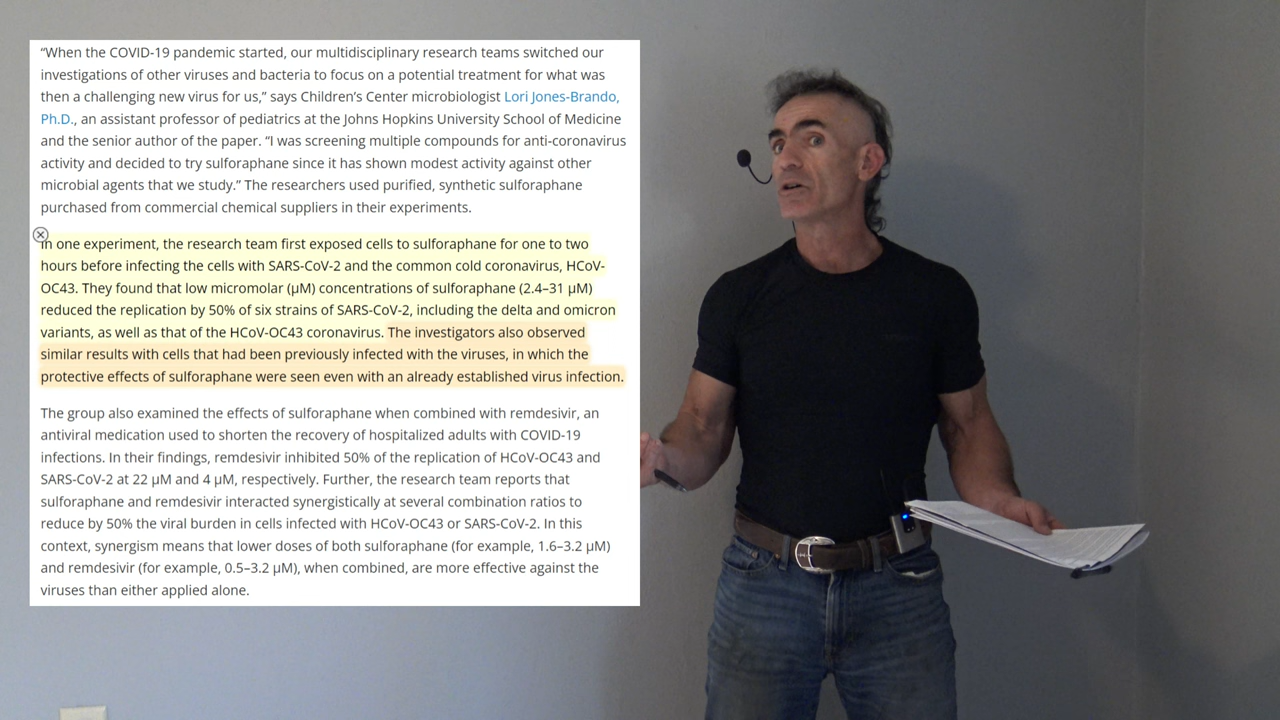 “When the COVID-19 pandemic started, our multidisciplinary research teams switched our
investigations of other viruses and bacteria to focus on a potential treatment for what was
then a challenging new virus for us,” says Children’s Center microbiologist Lori Jones-Brando,
Ph.D., an assistant professor of pediatrics at the Johns Hopkins University School of Medicine
and the senior author of the paper. “I was screening multiple compounds for anti-coronavirus
activity and decided to try sulforaphane since it has shown modest activity against other
microbial agents that we study.” The researchers used purified, synthetic sulforaphane
purchased from commercial chemical suppliers in their experiments.
In one experiment, the research team first exposed cells to sulforaphane for one to two
hours before infecting the cells with SARS-CoV-2 and the common cold coronavirus, HCoV-
OC43. They found that low micromolar (µM) concentrations of sulforaphane (2.4–31 µM)
reduced the replication by 50% of six strains of SARS-CoV-2, including the delta and omicron
variants, as well as that of the HCoV-OC43 coronavirus. The investigators also observed
similar results with cells that had been previously infected with the viruses, in which the
protective effects of sulforaphane were seen even with an already established virus infection.
The group also examined the effects of sulforaphane when combined with remdesivir, an
antiviral medication used to shorten the recovery of hospitalized adults with COVID-19
infections. In their findings, remdesivir inhibited 50% of the replication of HCoV-OC43 and
SARS-CoV-2 at 22 µM and 4 µM, respectively. Further, the research team reports that
sulforaphane and remdesivir interacted synergistically at several combination ratios to
reduce by 50% the viral burden in cells infected with HCoV-OC43 or SARS-CoV-2. In this
context, synergism means that lower doses of both sulforaphane (for example, 1.6–3.2 µM)
and remdesivir (for example, 0.5–3.2 µM), when combined, are more effective against the
viruses than either applied alone.